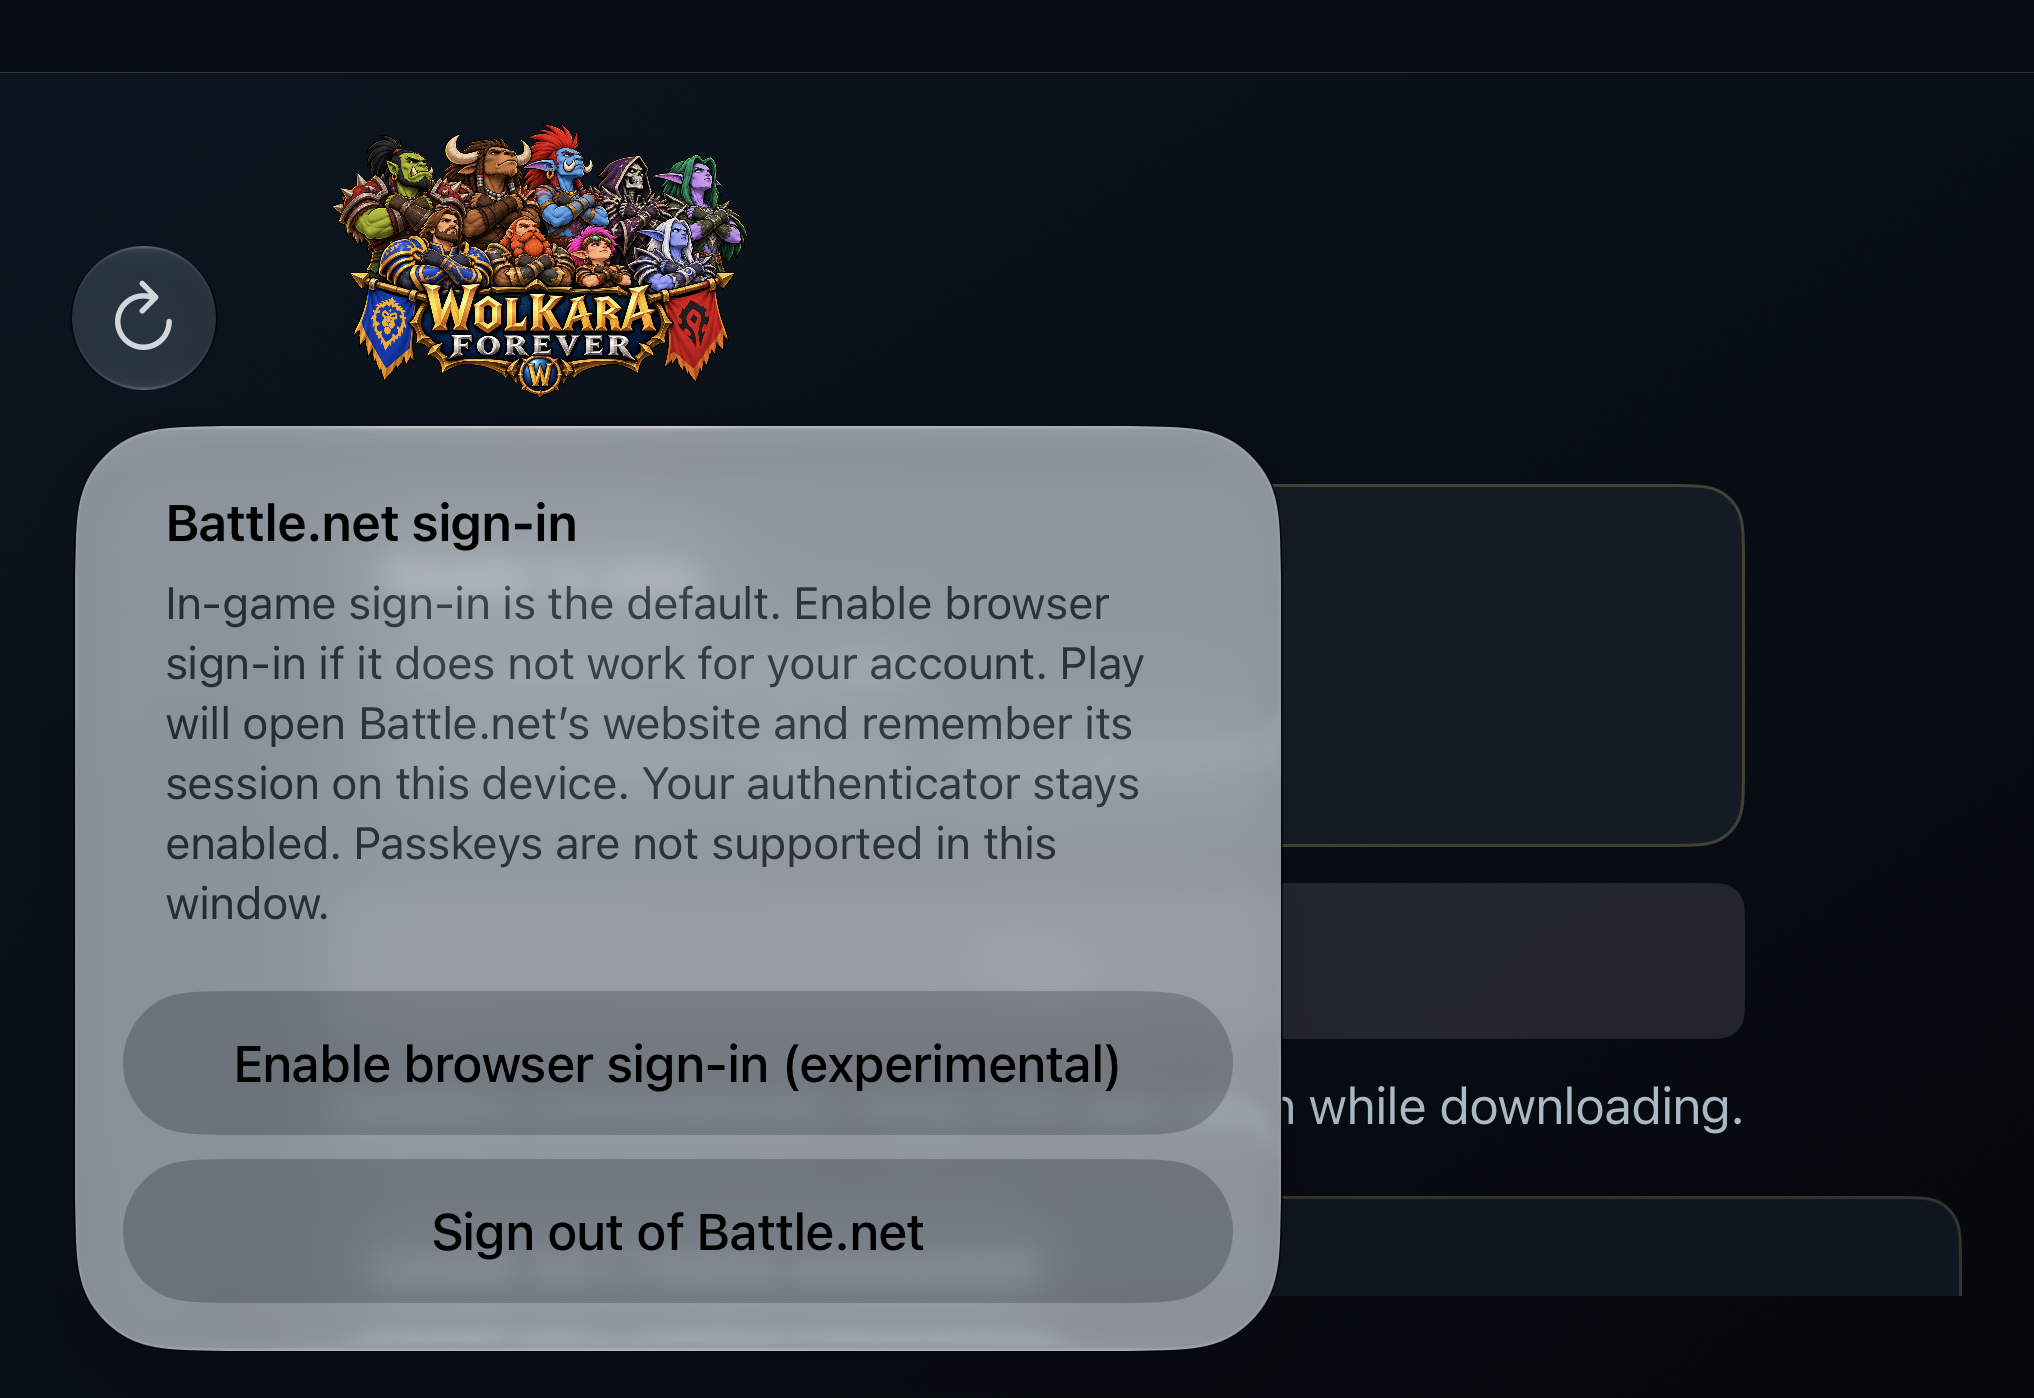 WOLKARA
FOREVER
W
Battle.net sign-in
In-game sign-in is the default. Enable browser
sign-in if it does not work for your account. Play
will open Battle.net’s website and remember its
session on this device. Your authenticator stays
enabled. Passkeys are not supported in this
window.
Enable browser sign-in (experimental)
while downloading.
Sign out of Battle.net